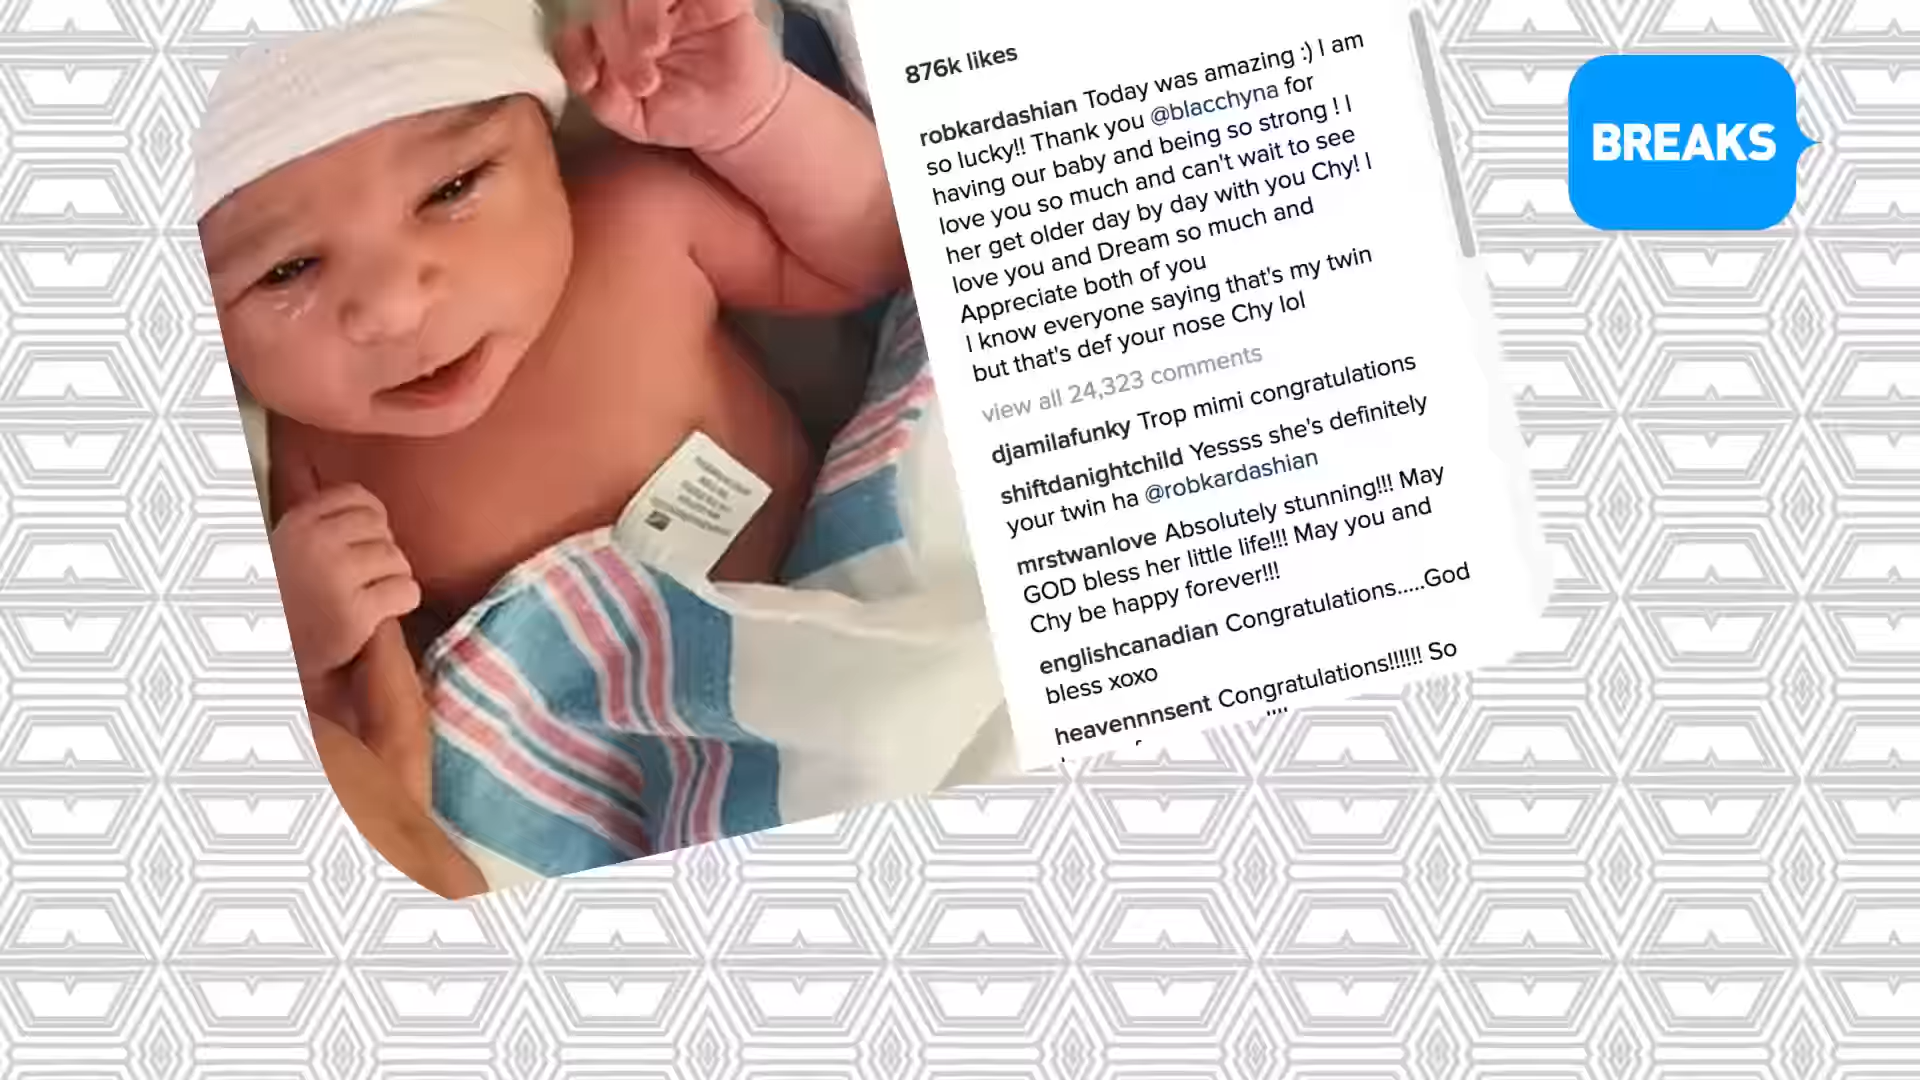 876k likes
robkardashian Today was amazing :) I am
so lucky!! Thank you @blacchyna for
having our baby and being so strong ! I
love you so much and can't wait to see
her get older day by day with you Chy! I
love you and Dream so much and
Appreciate both of you
I know everyone saying that's my twin
but that's def your nose Chy lol
view all 24,323 comments
djamilafunky Trop mimi congratulations
shiftdanightchild Yessss she's definitely
your twin ha @robkardashian
mrstwanlove Absolutely stunning!!! May
GOD bless her little life!!! May you and
Chy be happy forever!!!
englishcanadian Congratulations.....God
bless xoxo
heavennnsent Congratulations!!!!!! So
BREAKS